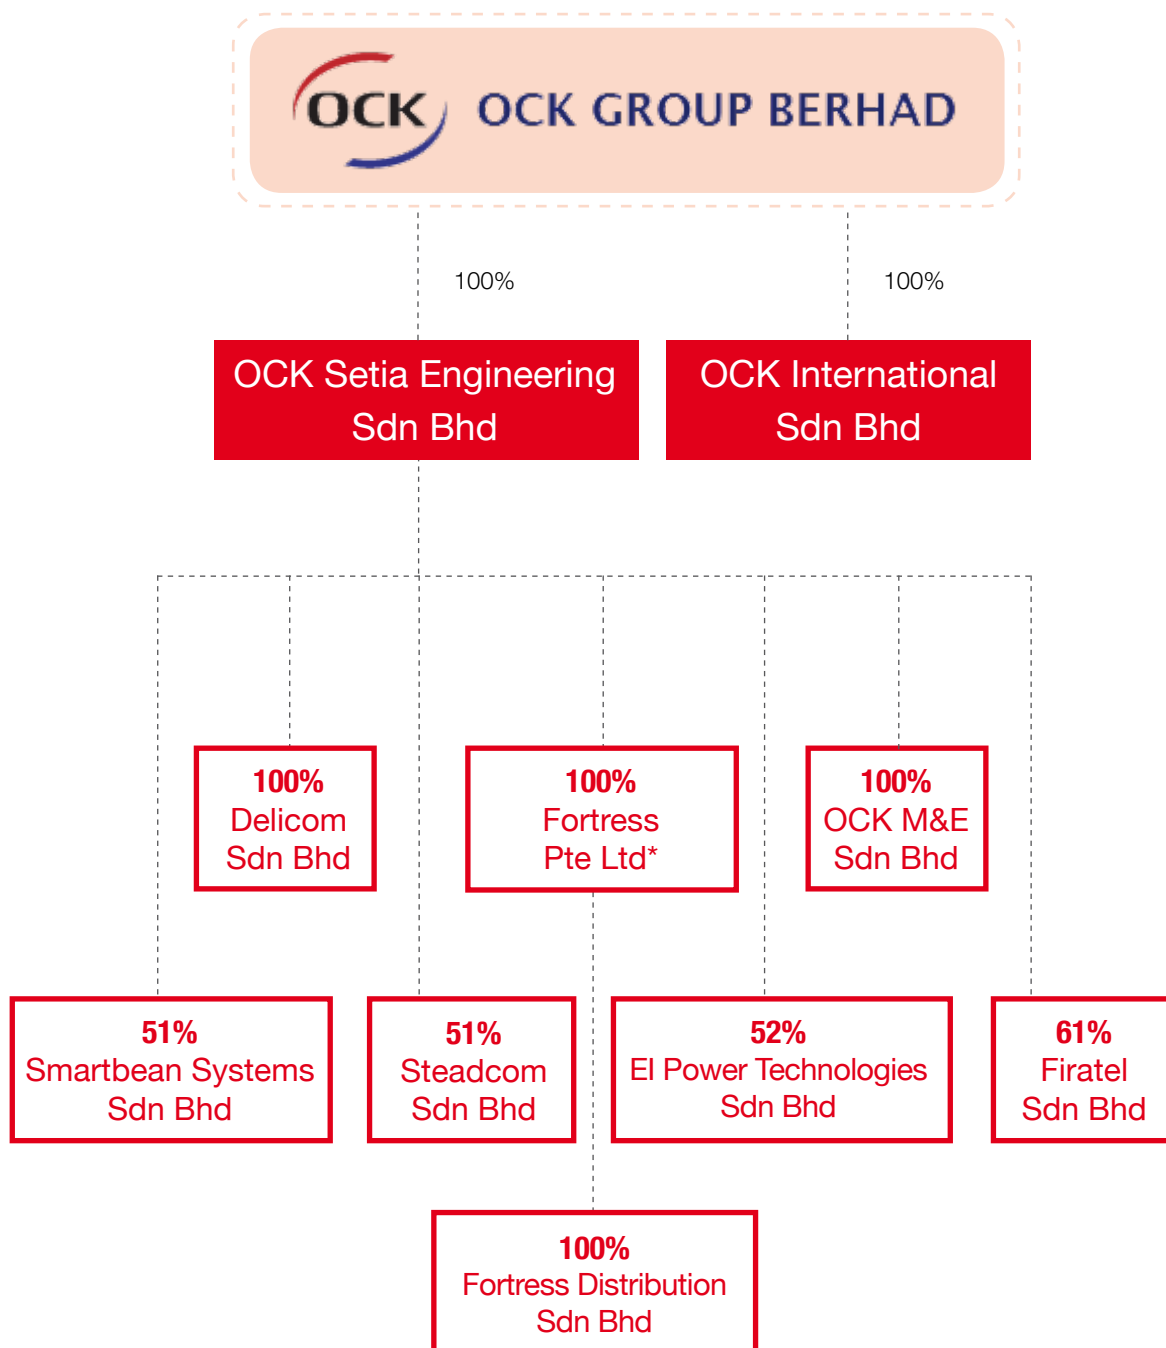 OCK OCK GROUP BERHAD
100%
100%
OCK Setia Engineering
Sdn Bhd
OCK International
Sdn Bhd
100%
Delicom
Sdn Bhd
100%
Fortress
Pte Ltd*
100%
OCK M&E
Sdn Bhd
51%
Smartbean Systems
Sdn Bhd
51%
Steadcom
Sdn Bhd
52%
EI Power Technologies
Sdn Bhd
61%
Firatel
Sdn Bhd
100%
Fortress Distribution
Sdn Bhd